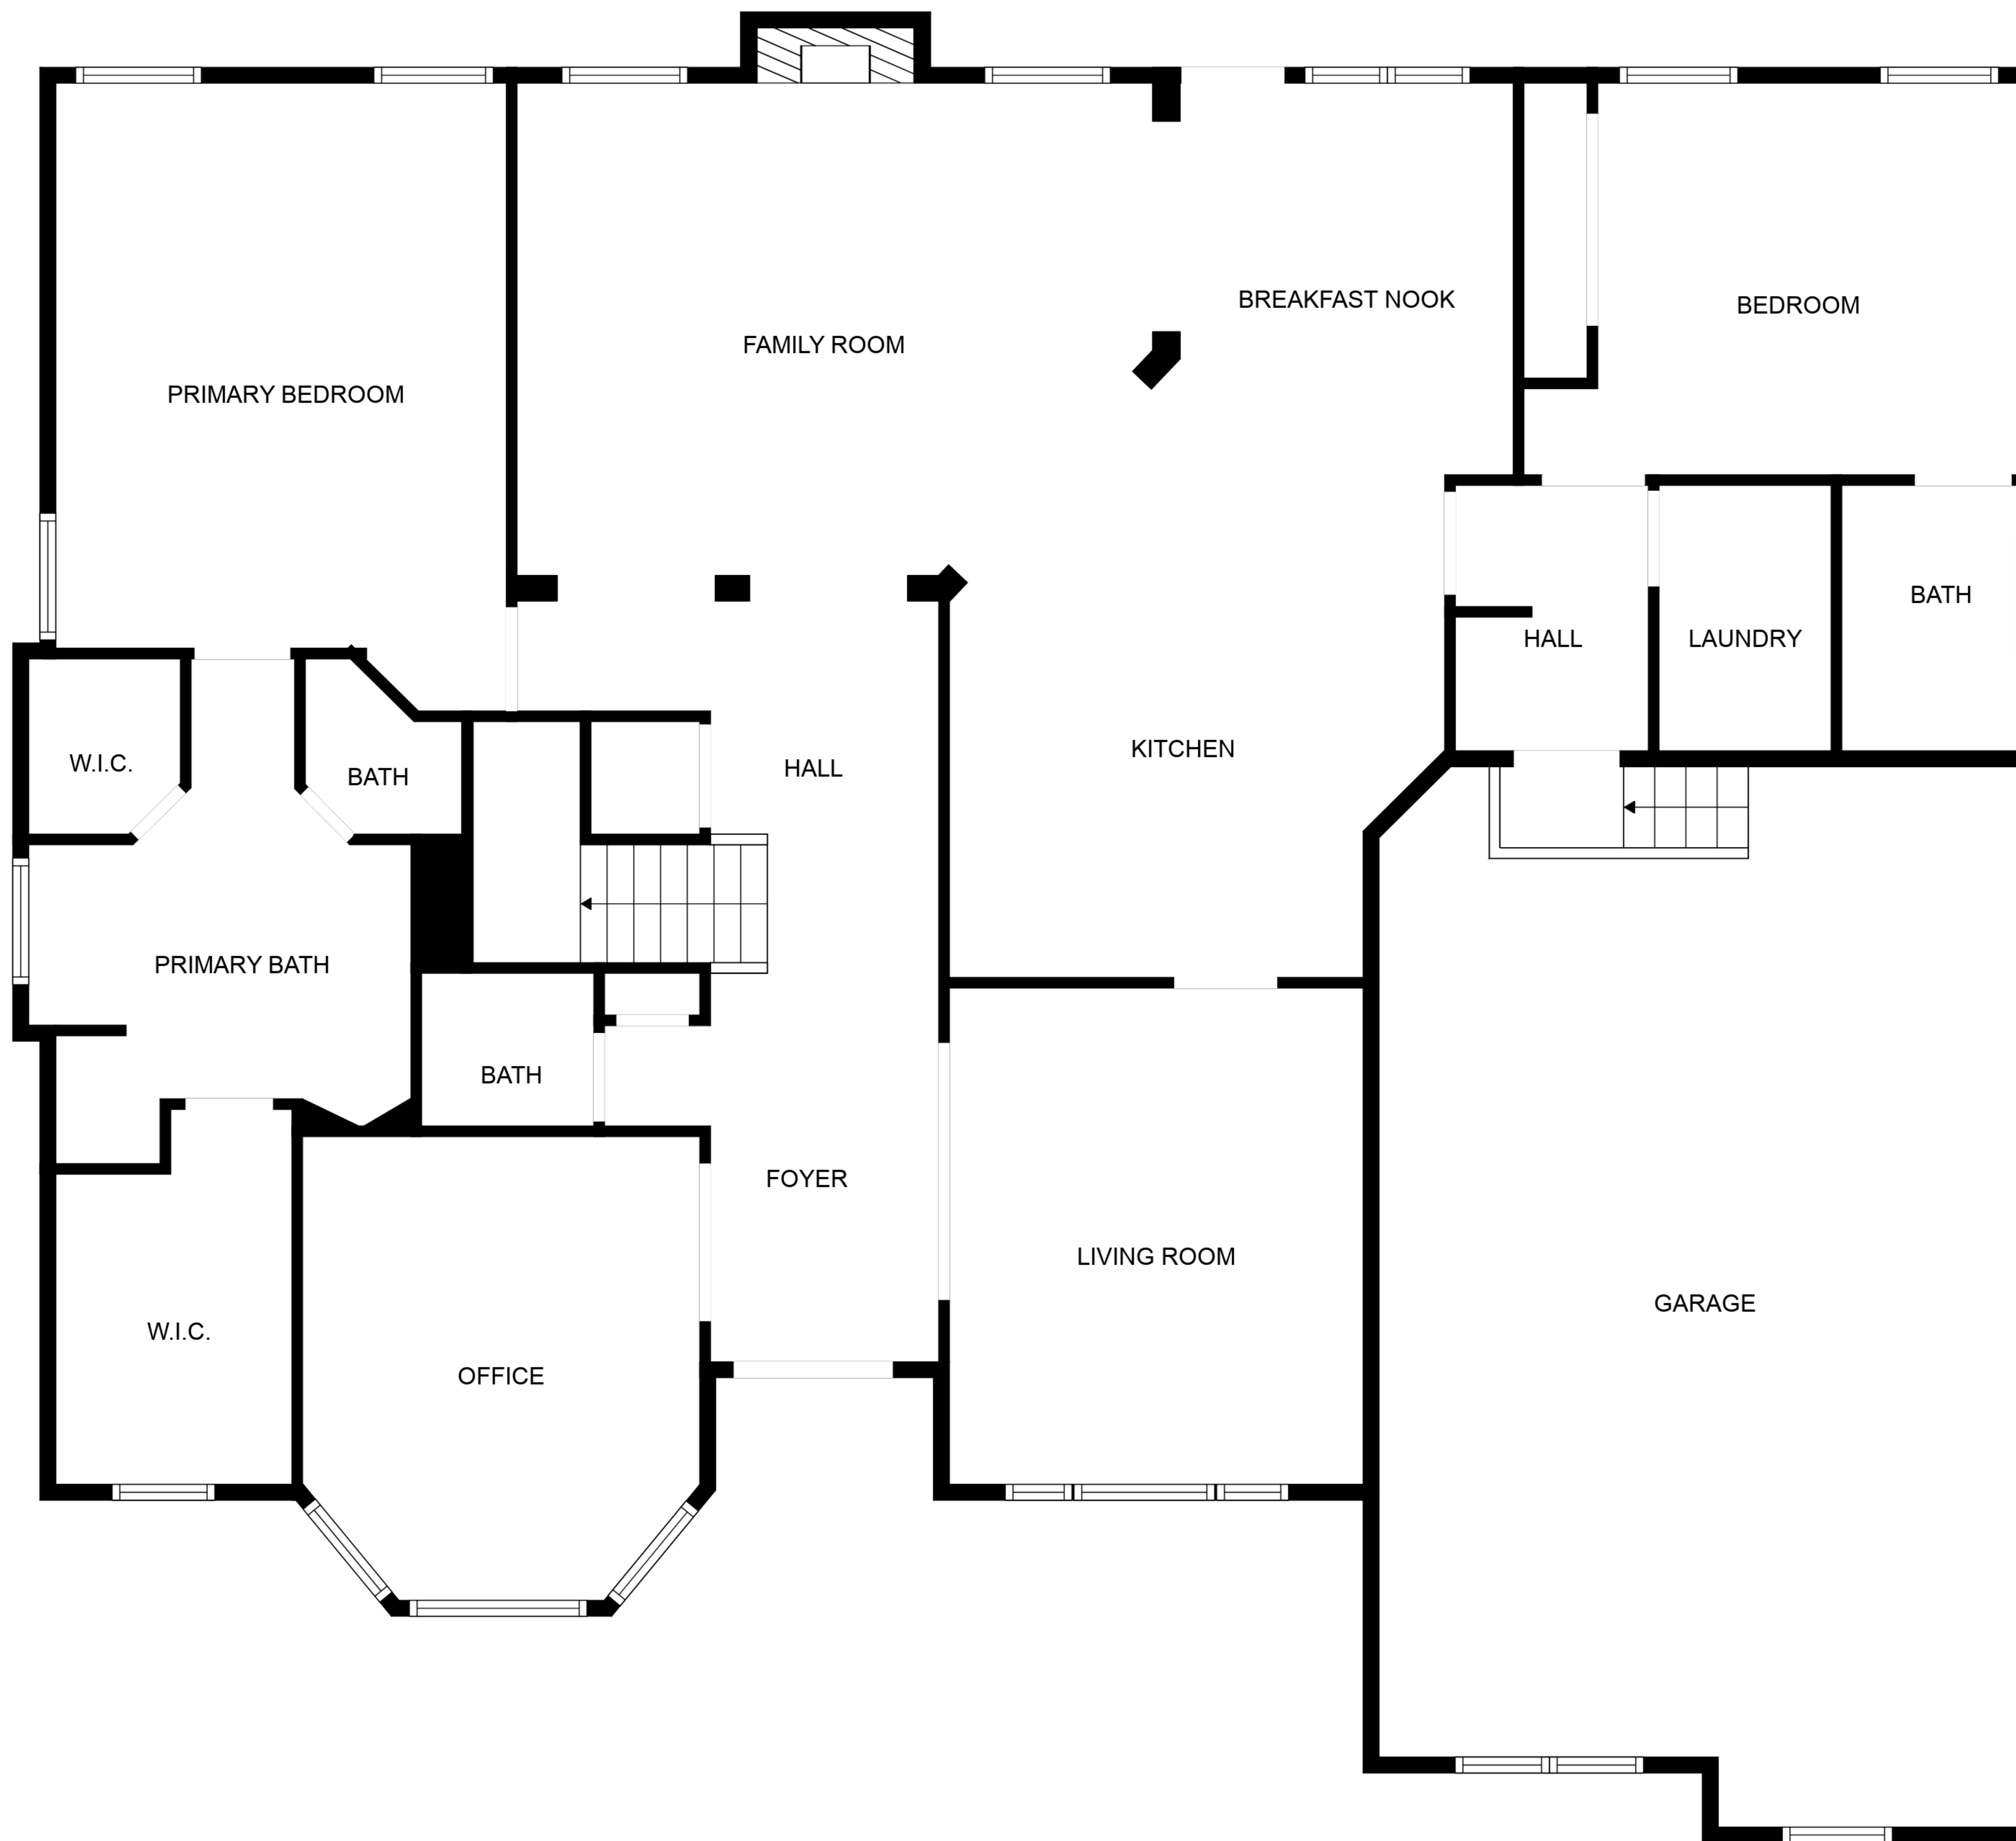 BREAKFAST NOOK
BEDROOM
FAMILY ROOM
PRIMARY BEDROOM
BATH
HALL
LAUNDRY
KITCHEN
W.I.C.
HALL
BATH
PRIMARY BATH
BATH
FOYER
LIVING ROOM
GARAGE
W.I.C.
OFFICE